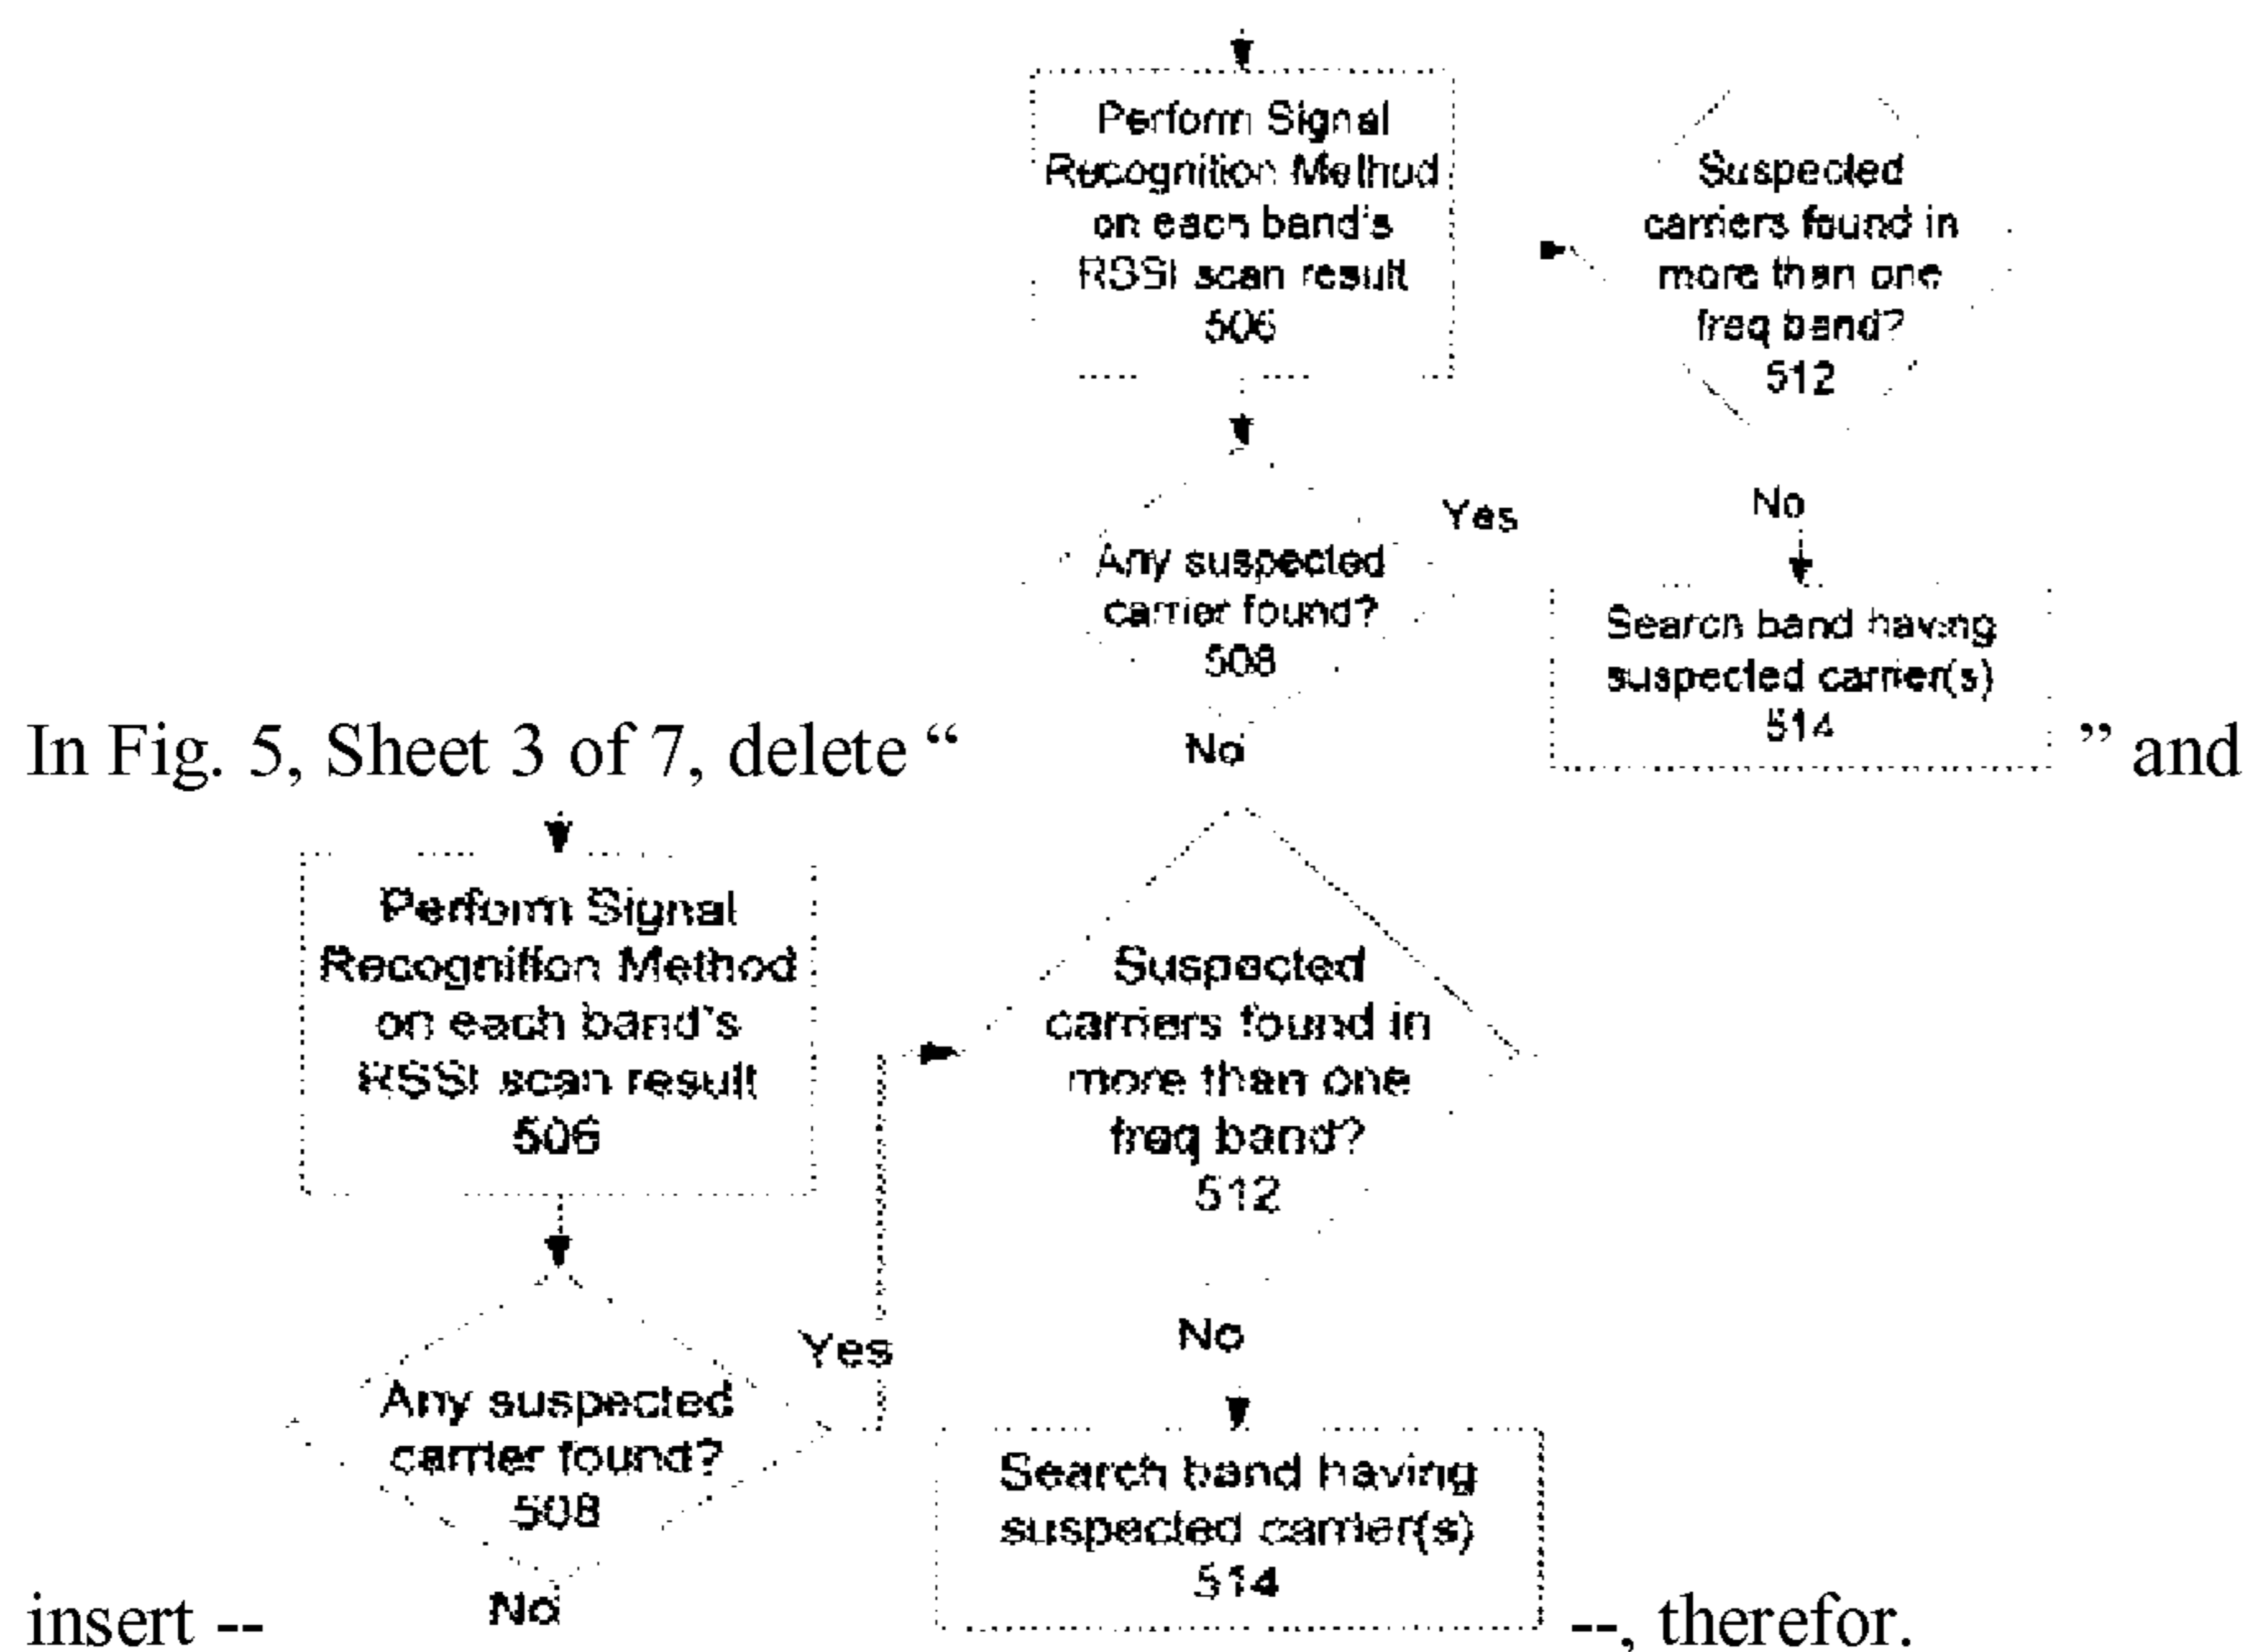 Perform Signal
Recognition Method
on each band's
RSSI scan result
506
Suspected
carriers found in
more than one
freq band?
512
Any suspected
carrier found?
508
Yes
No
No
Search band having
suspected carrier(s)
514
In Fig. 5, Sheet 3 of 7, delete “ ” and
Perform Signal
Recognition Method
on each band's
RSSI scan result
506
Suspected
carriers found in
more than one
freq band?
512
Any suspected
carrier found?
508
Yes
No
No
Search band having
suspected carrier(s)
514
insert -- --, therefor.